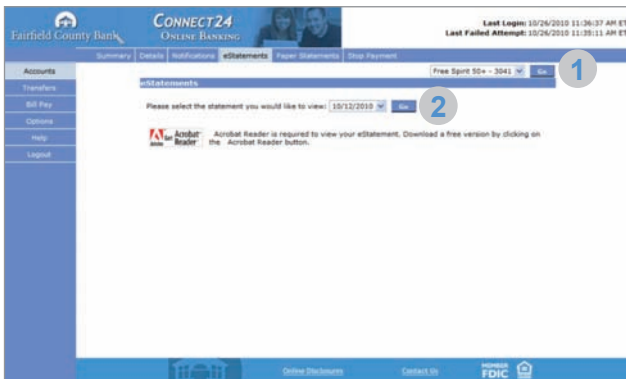 Fairfield County Bank
CONNECT24
ONLINE BANKING
Last Login: 10/26/2010 11:36:37 AM ET
Last Failed Attempt: 10/26/2010 11:35:11 AM ET
Summary Details Notifications eStatements Paper Statements Stop Payment
Accounts
Transfers
Bill Pay
Options
Help
Logout
Free Spirit 50+ - 3041 Go
1
eStatements
Please select the statement you would like to view: 10/12/2010 Go
2
Get Acrobat Reader
Adobe
Acrobat Reader is required to view your eStatement. Download a free version by clicking on
the Acrobat Reader button.
Online Disclosures Contact Us MEMBER FDIC